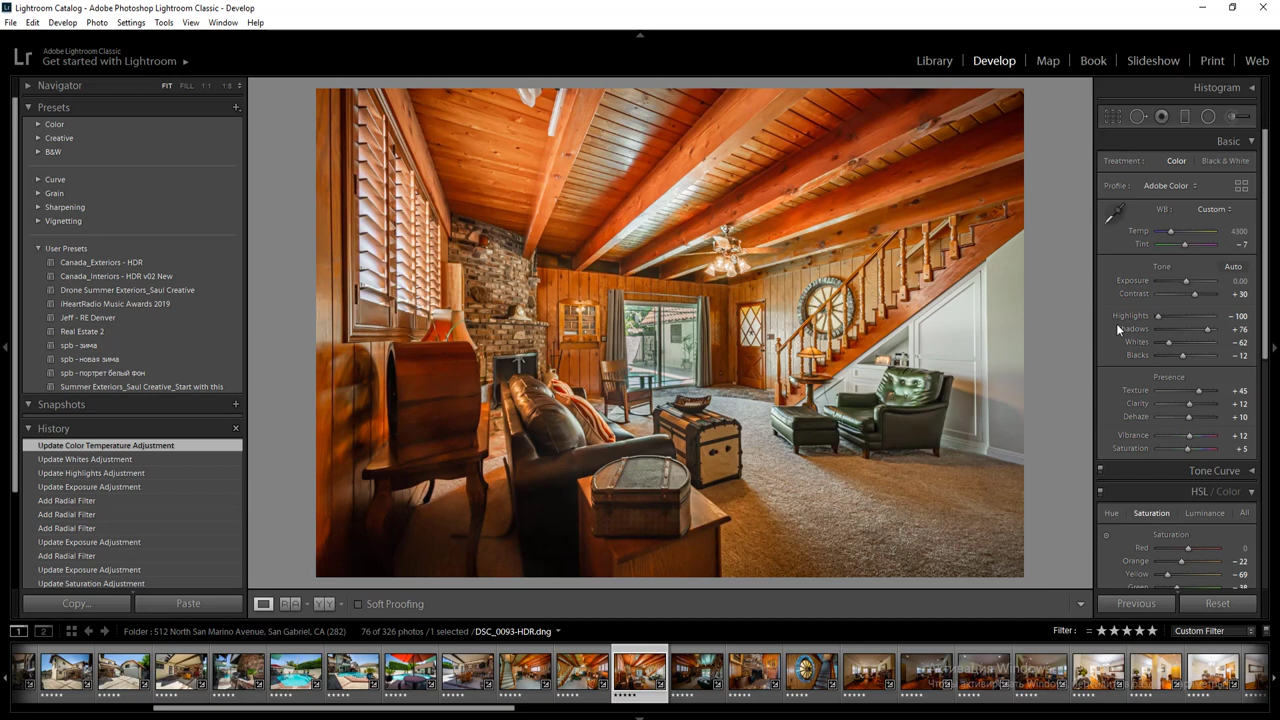 Lightroom Catalog - Adobe Photoshop Lightroom Classic - Develop
File Edit Develop Photo Settings Tools View Window Help
Lr
Adobe Lightroom Classic
Get started with Lightroom
Library | Develop | Map | Book | Slideshow | Print | Web
Navigator FIT FILL 1:1 1:8
Presets
Color
Creative
B&W
Curve
Grain
Sharpening
Vignetting
User Presets
Canada_Exteriors - HDR
Canada_Interiors - HDR v02 New
Drone Summer Exteriors_Saul Creative
iHeartRadio Music Awards 2019
Jeff - RE Denver
Real Estate 2
spb - зима
spb - новая зима
spb - портрет белый фон
Summer Exteriors_Saul Creative_Start with this
Snapshots
History
Update Color Temperature Adjustment
Update Whites Adjustment
Update Highlights Adjustment
Update Exposure Adjustment
Add Radial Filter
Add Radial Filter
Add Radial Filter
Update Exposure Adjustment
Add Radial Filter
Update Exposure Adjustment
Update Saturation Adjustment
Copy... Paste
Soft Proofing
Histogram
Basic
Treatment: Color Black & White
Profile: Adobe Color
WB: Custom
Temp 4300
Tint - 7
Tone Auto
Exposure 0.00
Contrast + 30
Highlights - 100
Shadows + 76
Whites - 62
Blacks - 12
Presence
Texture + 45
Clarity + 12
Dehaze + 10
Vibrance + 12
Saturation + 5
Tone Curve
HSL / Color
Hue Saturation Luminance All
Saturation
Red 0
Orange - 22
Yellow - 69
Green - 38
Previous Reset
1 2 Folder: 512 North San Marino Avenue, San Gabriel, CA (282) 76 of 326 photos /1 selected /DSC_0093-HDR.dng Filter: Custom Filter
Активация Windows
Чтобы активировать Windows